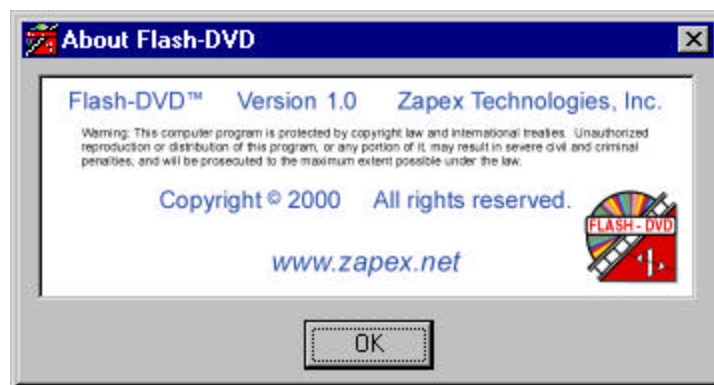 About Flash-DVD
Flash-DVD™ Version 1.0 Zapex Technologies, Inc.
Warning: This computer program is protected by copyright law and international treaties. Unauthorized
reproduction or distribution of this program, or any portion of it, may result in severe civil and criminal
penalties, and will be prosecuted to the maximum extent possible under the law.
Copyright © 2000 All rights reserved.
FLASH - DVD
www.zapex.net
OK